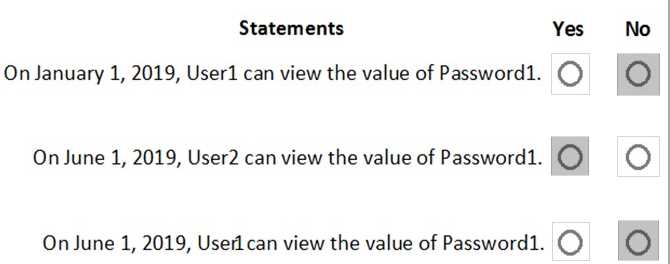 Statements Yes No
On January 1, 2019, User1 can view the value of Password1.
On June 1, 2019, User2 can view the value of Password1.
On June 1, 2019, User1 can view the value of Password1.